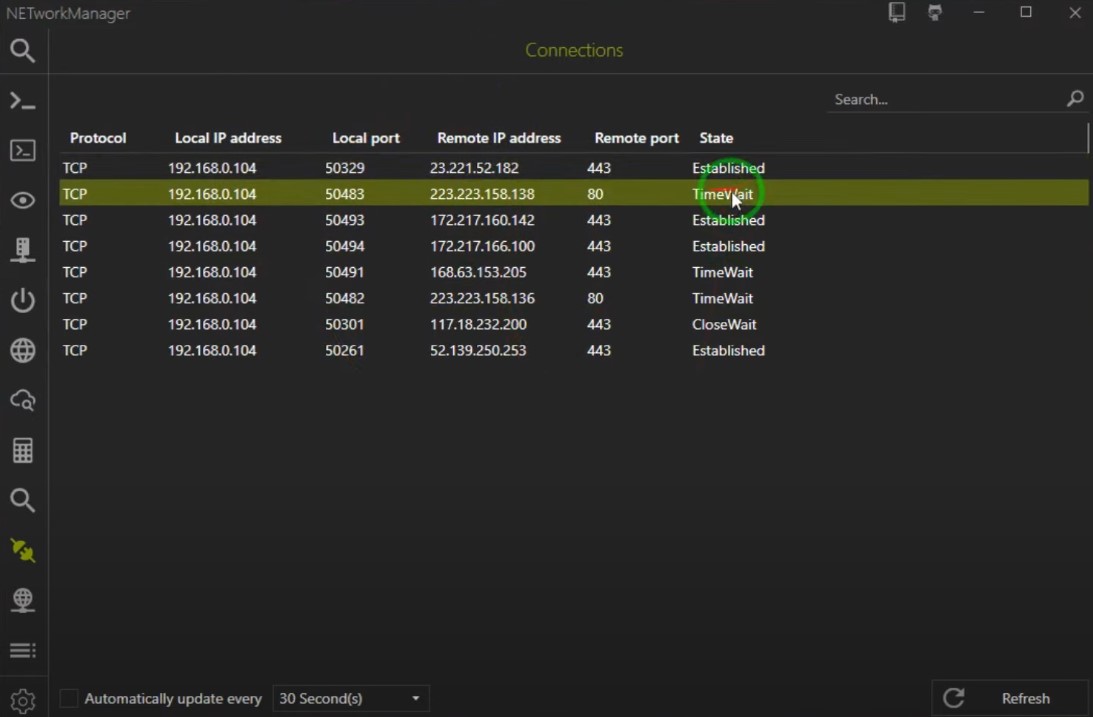 NETworkManager
Connections
Search...
Protocol Local IP address Local port Remote IP address Remote port State
TCP 192.168.0.104 50329 23.221.52.182 443 Established
TCP 192.168.0.104 50483 223.223.158.138 80 TimeWait
TCP 192.168.0.104 50493 172.217.160.142 443 Established
TCP 192.168.0.104 50494 172.217.166.100 443 Established
TCP 192.168.0.104 50491 168.63.153.205 443 TimeWait
TCP 192.168.0.104 50482 223.223.158.136 80 TimeWait
TCP 192.168.0.104 50301 117.18.232.200 443 CloseWait
TCP 192.168.0.104 50261 52.139.250.253 443 Established
Automatically update every 30 Second(s) Refresh